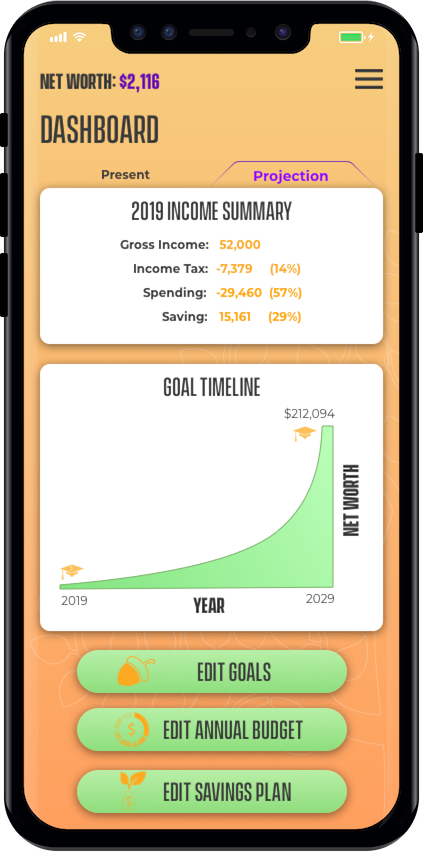 NET WORTH: $2,116
DASHBOARD
Present Projection
2019 INCOME SUMMARY
Gross Income: 52,000
Income Tax: -7,379 (14%)
Spending: -29,460 (57%)
Saving: 15,161 (29%)
GOAL TIMELINE
$212,094
NET WORTH
2019 YEAR 2029
EDIT GOALS
$ EDIT ANNUAL BUDGET
$ EDIT SAVINGS PLAN